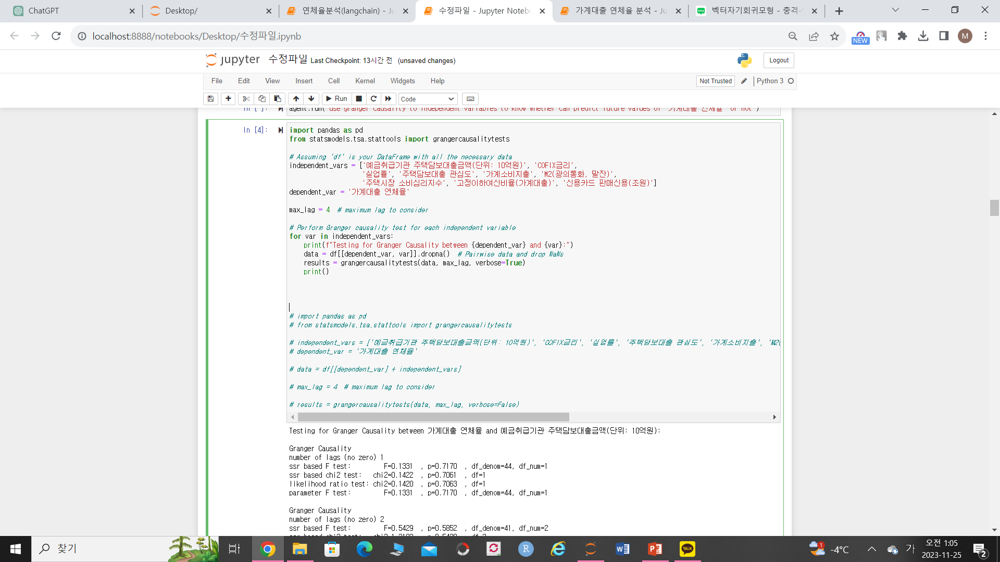 ChatGPT
Desktop/
연체율분석(langchain) - Ju
수정파일 - Jupyter Notebo
가계대출 연체율 분석 - Ju
벡터자기회귀모형 - 충격-
localhost:8888/notebooks/Desktop/수정파일.ipynb
NEW
M
jupyter 수정파일 Last Checkpoint: 13시간 전 (unsaved changes)
Logout
File Edit View Insert Cell Kernel Widgets Help
Not Trusted
Python 3
Run
Code
In [ ]: agent.run("use granger causality to independent variables to know whether can predict future values of '가계대출 연체율' or not")
In [4]:
import pandas as pd
from statsmodels.tsa.stattools import grangercausalitytests
# Assuming 'df' is your DataFrame with all the necessary data
independent_vars = ['예금취급기관 주택담보대출금액(단위: 10억원)', 'COFIX금리',
'실업률', '주택담보대출 관심도', '가계소비지출', 'M2(광의통화, 말잔)',
'주택시장 소비심리지수', '고정이하여신비율(가계대출)', '신용카드 판매신용(조원)']
dependent_var = '가계대출 연체율'
max_lag = 4 # maximum lag to consider
# Perform Granger causality test for each independent variable
for var in independent_vars:
print(f"Testing for Granger Causality between {dependent_var} and {var}:")
data = df[[dependent_var, var]].dropna() # Pairwise data and drop NaNs
results = grangercausalitytests(data, max_lag, verbose=True)
print()
# import pandas as pd
# from statsmodels.tsa.stattools import grangercausalitytests
# independent_vars = ['예금취급기관 주택담보대출금액(단위: 10억원)', 'COFIX금리', '실업률', '주택담보대출 관심도', '가계소비지출', 'M2(
# dependent_var = '가계대출 연체율'
# data = df[[dependent_var] + independent_vars]
# max_lag = 4 # maximum lag to consider
# results = grangercausalitytests(data, max_lag, verbose=False)
Testing for Granger Causality between 가계대출 연체율 and 예금취급기관 주택담보대출금액(단위: 10억원):
Granger Causality
number of lags (no zero) 1
ssr based F test: F=0.1331 , p=0.7170 , df_denom=44, df_num=1
ssr based chi2 test: chi2=0.1422 , p=0.7061 , df=1
likelihood ratio test: chi2=0.1420 , p=0.7063 , df=1
parameter F test: F=0.1331 , p=0.7170 , df_denom=44, df_num=1
Granger Causality
number of lags (no zero) 2
ssr based F test: F=0.5429 , p=0.5852 , df_denom=41, df_num=2
찾기
R
TALK
1
-4°C
가
오전 1:05
2023-11-25
2